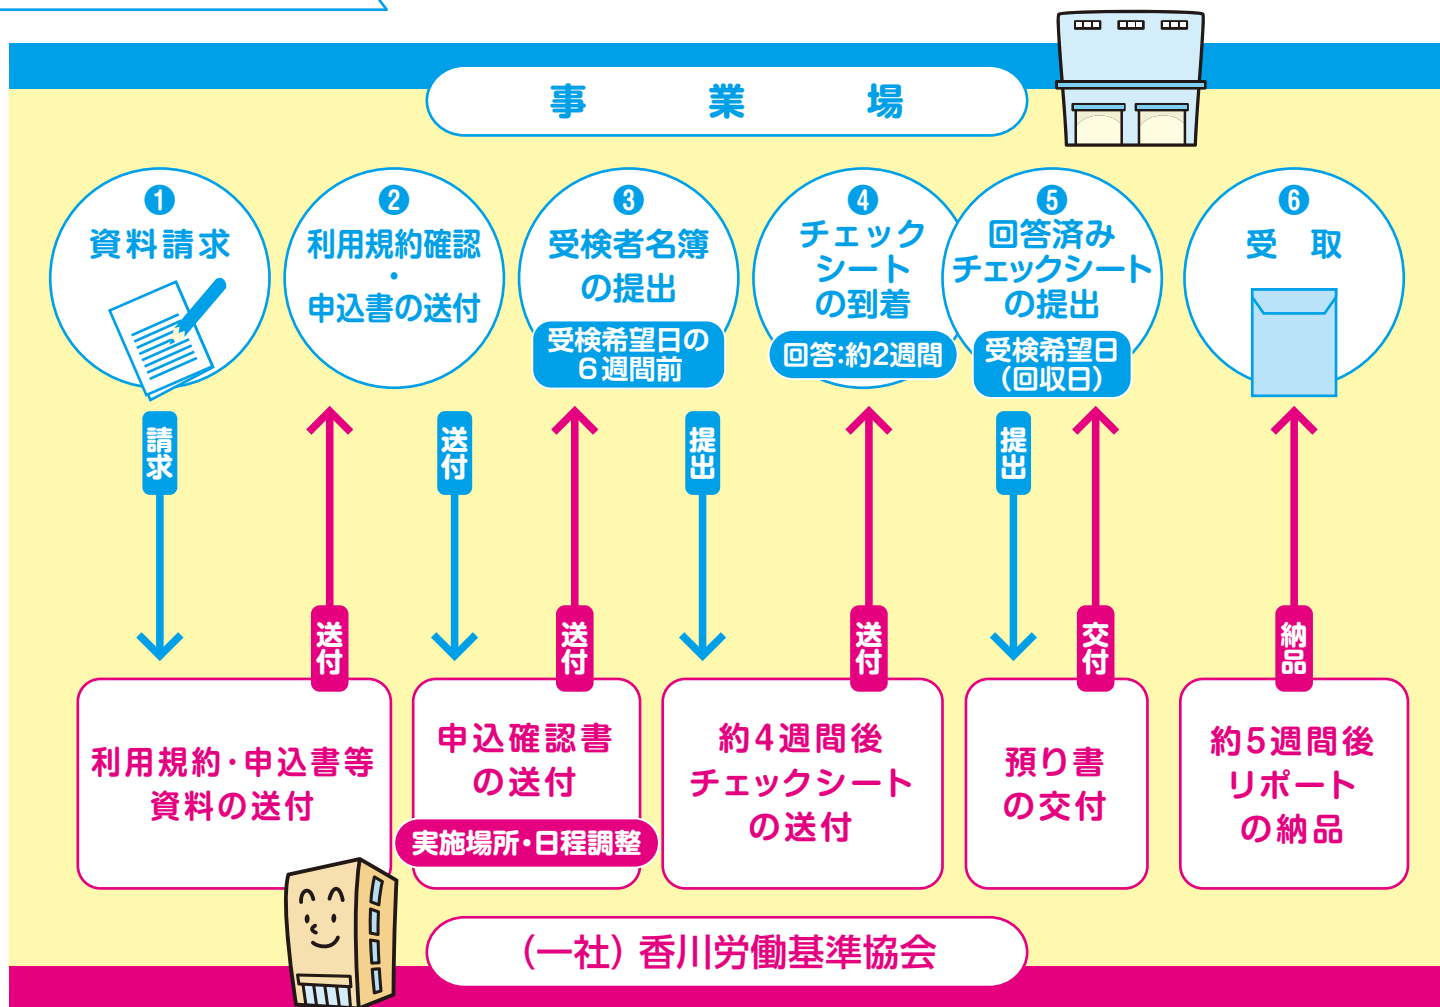 事業場
❶
資料請求
❷
利用規約確認
・
申込書の送付
❸
受検者名簿
の提出
受検希望日の
6週間前
❹
チェック
シート
の到着
回答:約2週間
❺
回答済み
チェックシート
の提出
受検希望日
(回収日)
❻
受取
請求
送付
送付
送付
提出
送付
提出
交付
納品
利用規約・申込書等
資料の送付
申込確認書
の送付
実施場所・日程調整
約4週間後
チェックシート
の送付
預り書
の交付
約5週間後
リポート
の納品
(一社)香川労働基準協会